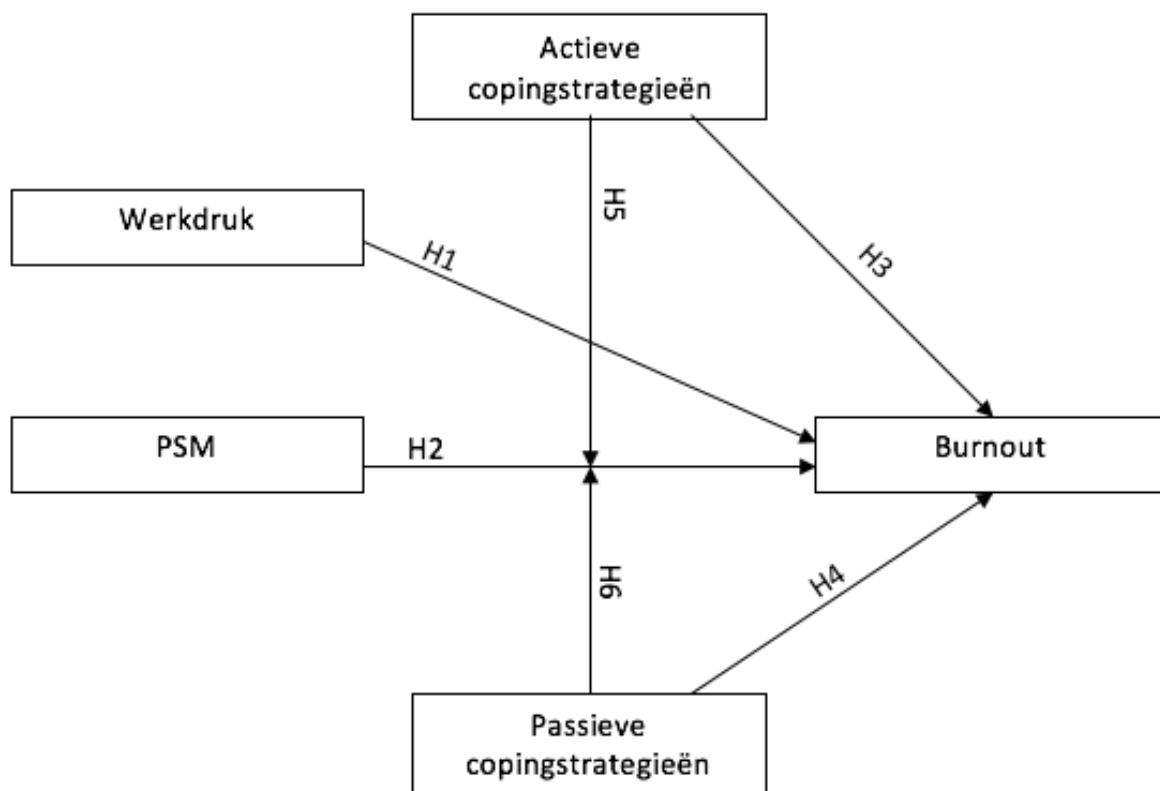 Actieve
copingstrategieën
Werkdruk
H5
H1
H3
PSM
H2
Burnout
H6
H4
Passieve
copingstrategieën